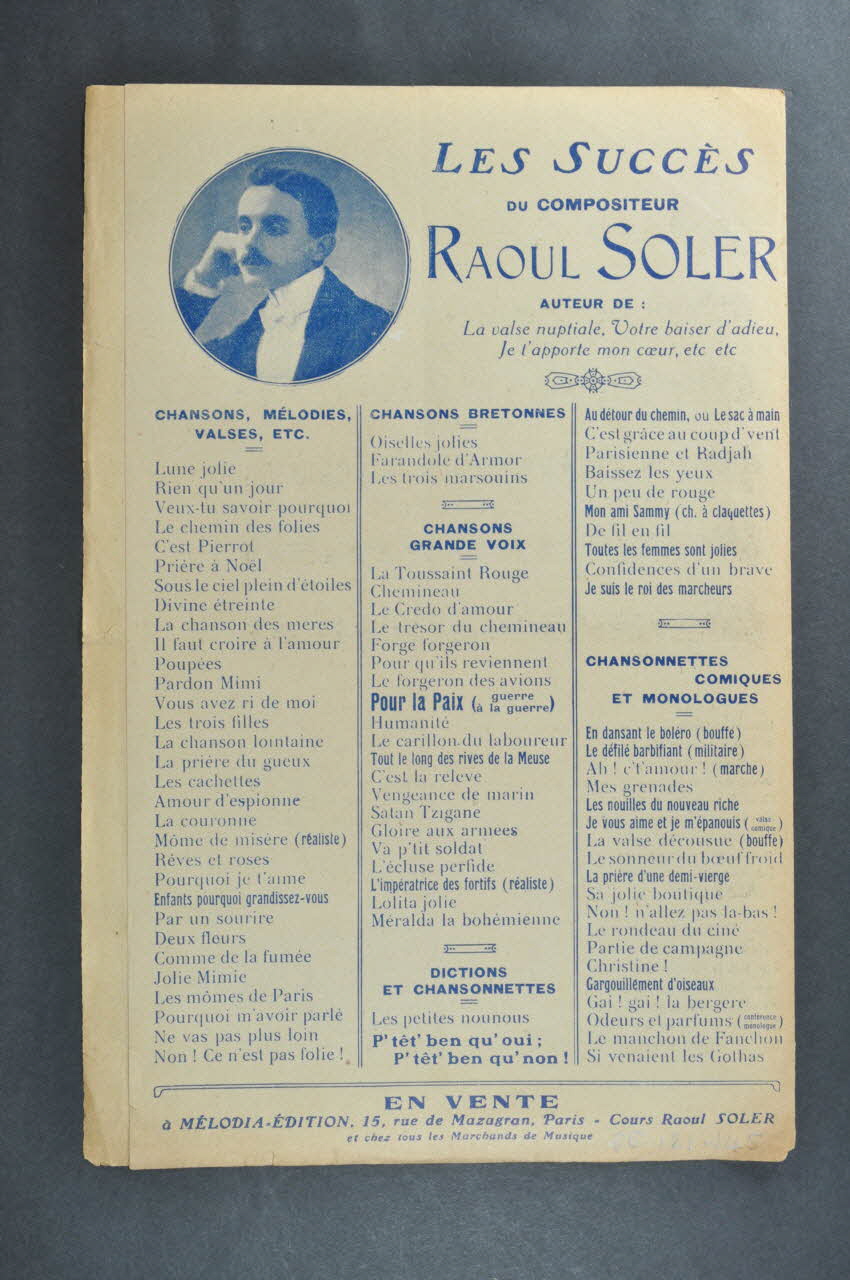 LES SUCCÈS
DU COMPOSITEUR
RAOUL SOLER
AUTEUR DE :
La valse nuptiale, Votre baiser d'adieu,
Je t'apporte mon cœur, etc etc
CHANSONS, MÉLODIES,
VALSES, ETC.
Lune jolie
Rien qu'un jour
Veux-tu savoir pourquoi
Le chemin des folies
C'est Pierrot
Prière à Noël
Sous le ciel plein d'étoiles
Divine étreinte
La chanson des mères
Il faut croire à l'amour
Poupées
Pardon Mimi
Vous avez ri de moi
Les trois filles
La chanson lointaine
La prière du gueux
Les cachettes
Amour d'espionne
La couronne
Môme de misère (réaliste)
Rêves et roses
Pourquoi je t'aime
Enfants pourquoi grandissez-vous
Par un sourire
Deux fleurs
Comme de la fumée
Jolie Mimie
Les mômes de Paris
Pourquoi m'avoir parlé
Ne vas pas plus loin
Non ! Ce n'est pas folie !
CHANSONS BRETONNES
Oiselles jolies
Farandole d'Armor
Les trois marsouins
CHANSONS
GRANDE VOIX
La Toussaint Rouge
Chemineau
Le Credo d'amour
Le trésor du chemineau
Forge forgeron
Pour qu'ils reviennent
Le forgeron des avions
Pour la Paix (guerre à la guerre)
Humanité
Le carillon du laboureur
Tout le long des rives de la Meuse
C'est la relève
Vengeance de marin
Satan Tzigane
Gloire aux armées
Va p'tit soldat
L'écluse perfide
L'impératrice des fortifs (réaliste)
Lolita jolie
Méralda la bohémienne
DICTIONS
ET CHANSONNETTES
Les petites nounous
P'têt' ben qu'oui ;
P'têt' ben qu'non !
Au détour du chemin, ou Le sac à main
C'est grâce au coup d'vent
Parisienne et Radjah
Baissez les yeux
Un peu de rouge
Mon ami Sammy (ch. à claquettes)
De fil en fil
Toutes les femmes sont jolies
Confidences d'un brave
Je suis le roi des marcheurs
CHANSONNETTES
COMIQUES
ET MONOLOGUES
En dansant le boléro (bouffe)
Le défilé barbifiant (militaire)
Ah ! c't'amour ! (marche)
Mes grenades
Les nouilles du nouveau riche
Je vous aime et je m'épanouis (valse comique)
La valse décousue (bouffe)
Le sonneur du bœuf froid
La prière d'une demi-vierge
Sa jolie boutique
Non ! n'allez pas là-bas !
Le rondeau du ciné
Partie de campagne
Christine !
Gargouillément d'oiseaux
Gai ! gai ! la bergère
Odeurs et parfums (conférence monologue)
Le manchon de Fanchon
Si venaient les Gothas
EN VENTE
à MÉLODIA-ÉDITION, 15, rue de Mazagran, Paris - Cours Raoul SOLER
et chez tous les Marchands de Musique